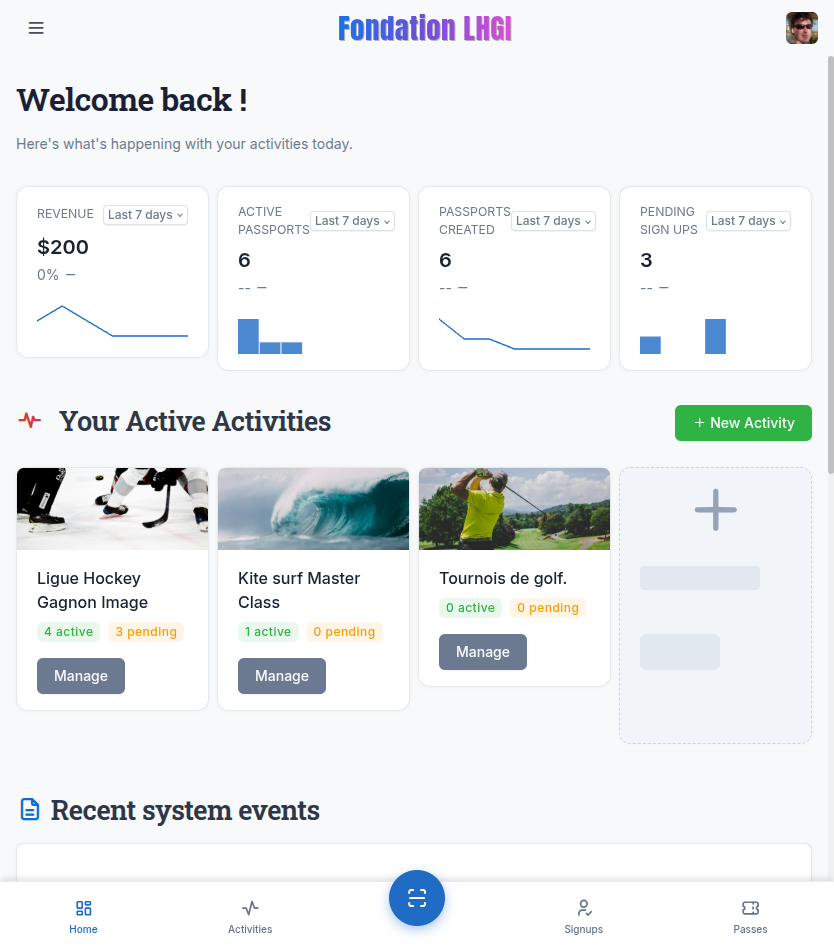 Fondation LHGI
Welcome back !
Here's what's happening with your activities today.
REVENUE
Last 7 days
$200
0% –
ACTIVE
PASSPORTS
Last 7 days
6
-- –
PASSPORTS
CREATED
Last 7 days
6
-- –
PENDING
SIGN UPS
Last 7 days
3
-- –
Your Active Activities
+ New Activity
Ligue Hockey
Gagnon Image
4 active 3 pending
Manage
Kite surf Master
Class
1 active 0 pending
Manage
Tournois de golf.
0 active 0 pending
Manage
Recent system events
Home
Activities
Signups
Passes